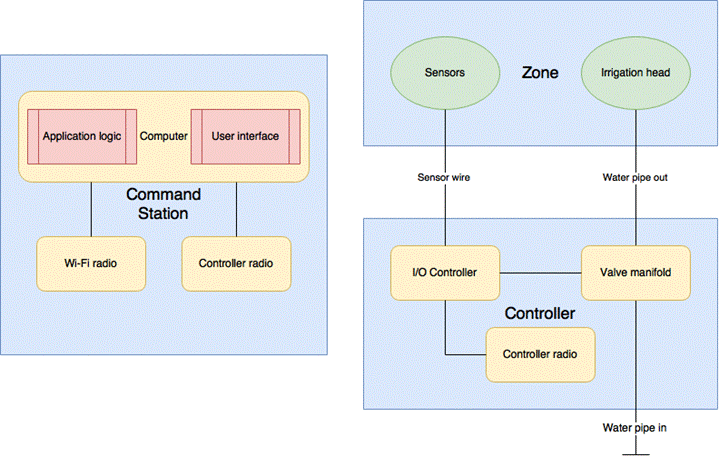 Application logic
Computer
User interface
Command
Station
Wi-Fi radio
Controller radio
Sensors
Zone
Irrigation head
Sensor wire
Water pipe out
I/O Controller
Valve manifold
Controller
Controller radio
Water pipe in